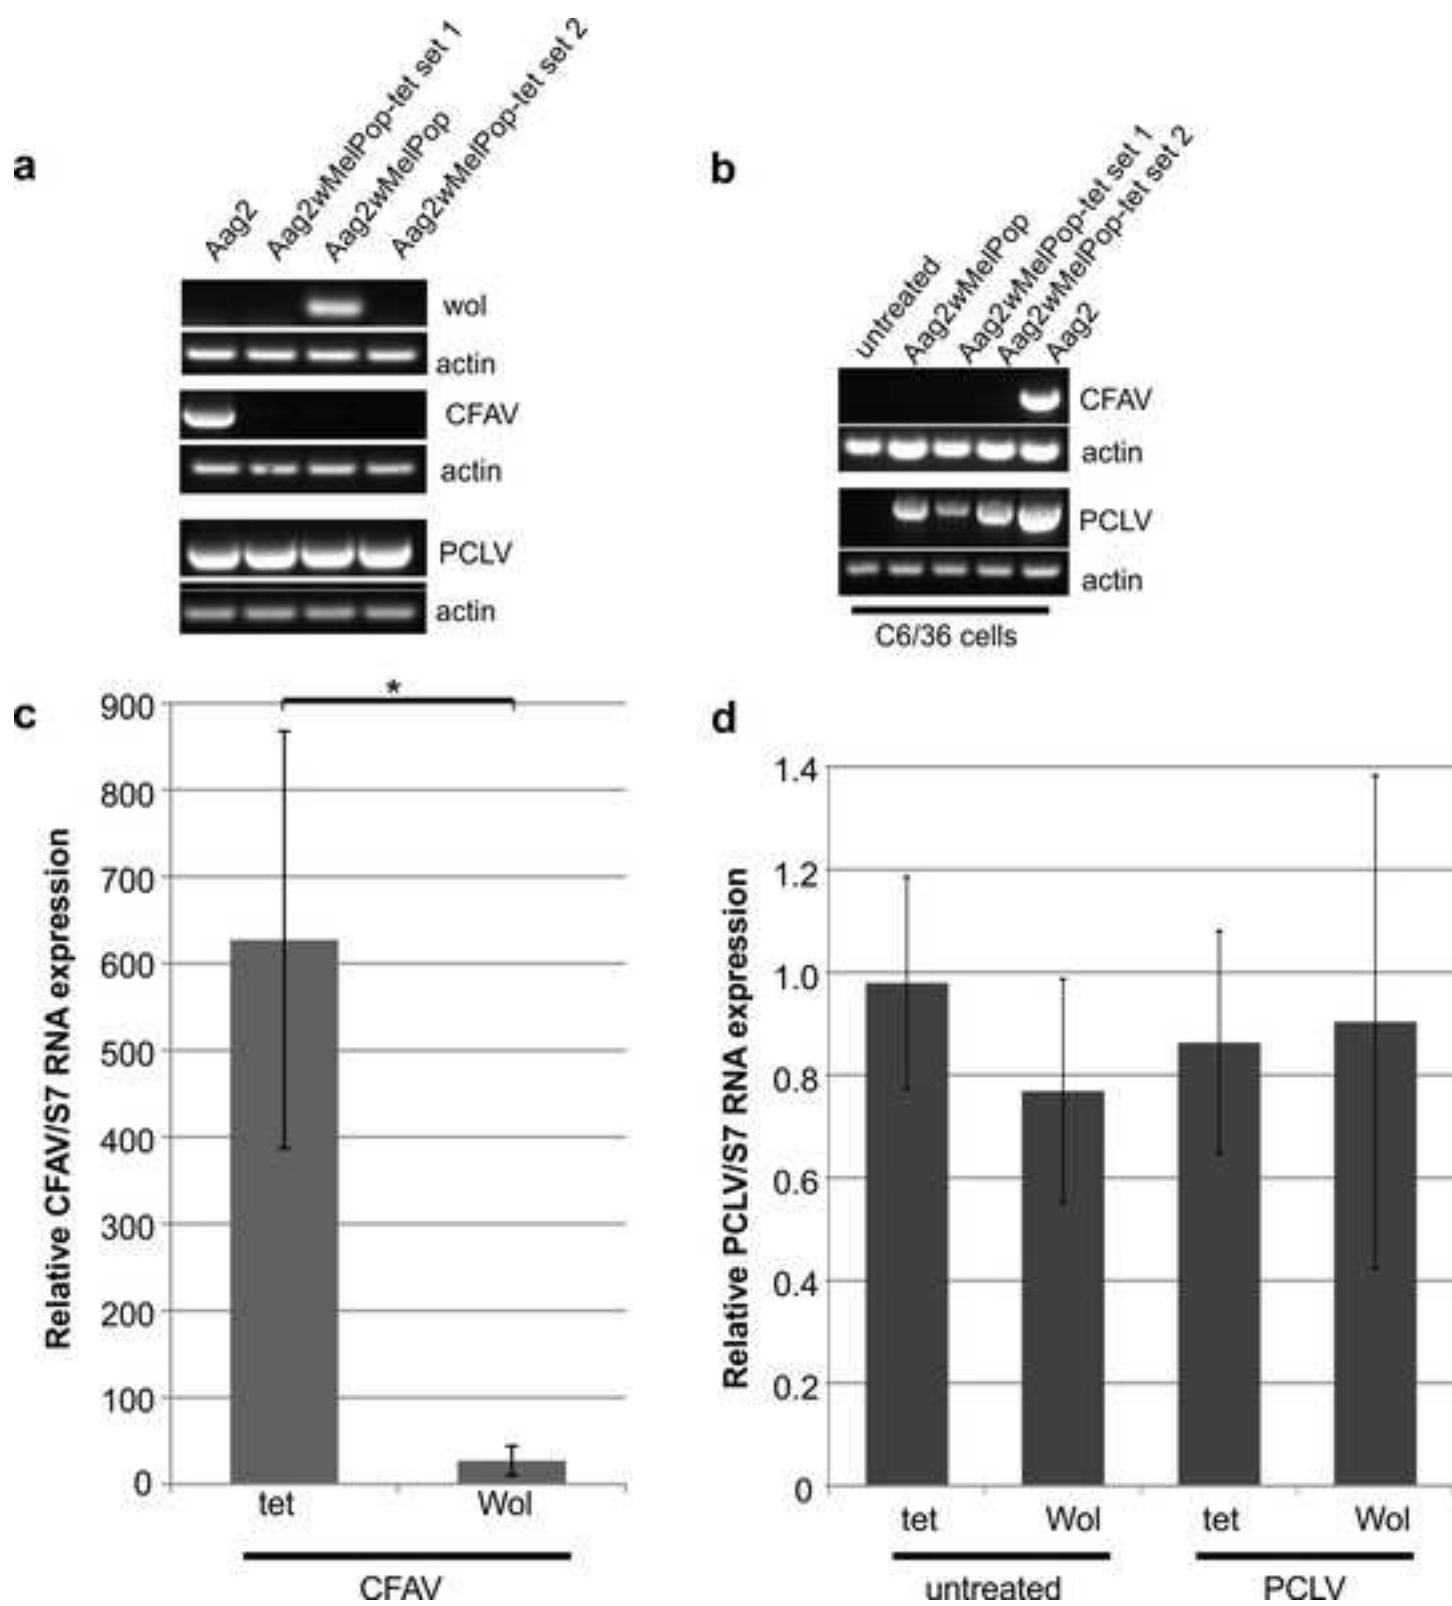 a
Aag2
Aag2wMelPop-tet set 1
Aag2wMelPop
Aag2wMelPop-tet set 2
wol
actin
CFAV
actin
PCLV
actin
b
untreated
Aag2wMelPop
Aag2wMelPop-tet set 1
Aag2wMelPop-tet set 2
Aag2
CFAV
actin
PCLV
actin
C6/36 cells
c
*
Relative CFAV/S7 RNA expression
900
800
700
600
500
400
300
200
100
0
tet Wol
CFAV
d
Relative PCLV/S7 RNA expression
1.4
1.2
1.0
0.8
0.6
0.4
0.2
0
tet Wol tet Wol
untreated PCLV